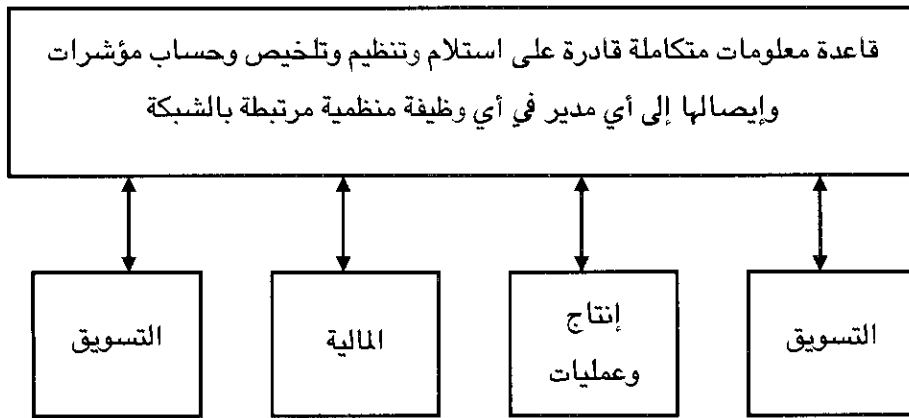 قاعدة معلومات متكاملة قادرة على استلام وتنظيم وتلخيص وحساب مؤشرات
وإيصالها إلى أي مدير في أي وظيفة منظمية مرتبطة بالشبكة
التسويق
إنتاج
وعمليات
المالية
التسويق